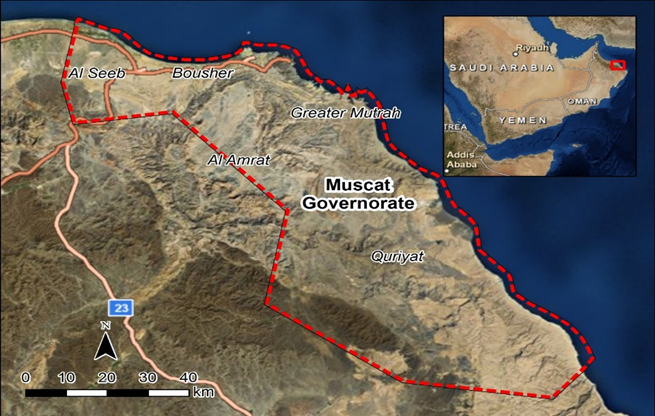 Al Seeb
Bousher
Greater Mutrah
Al Amrat
Muscat
Governorate
Quriyat
23
N
0 10 20 30 40
km
Riyadh
SAUDI ARABIA
OMAN
YEMEN
TREA
Addis
Ababa